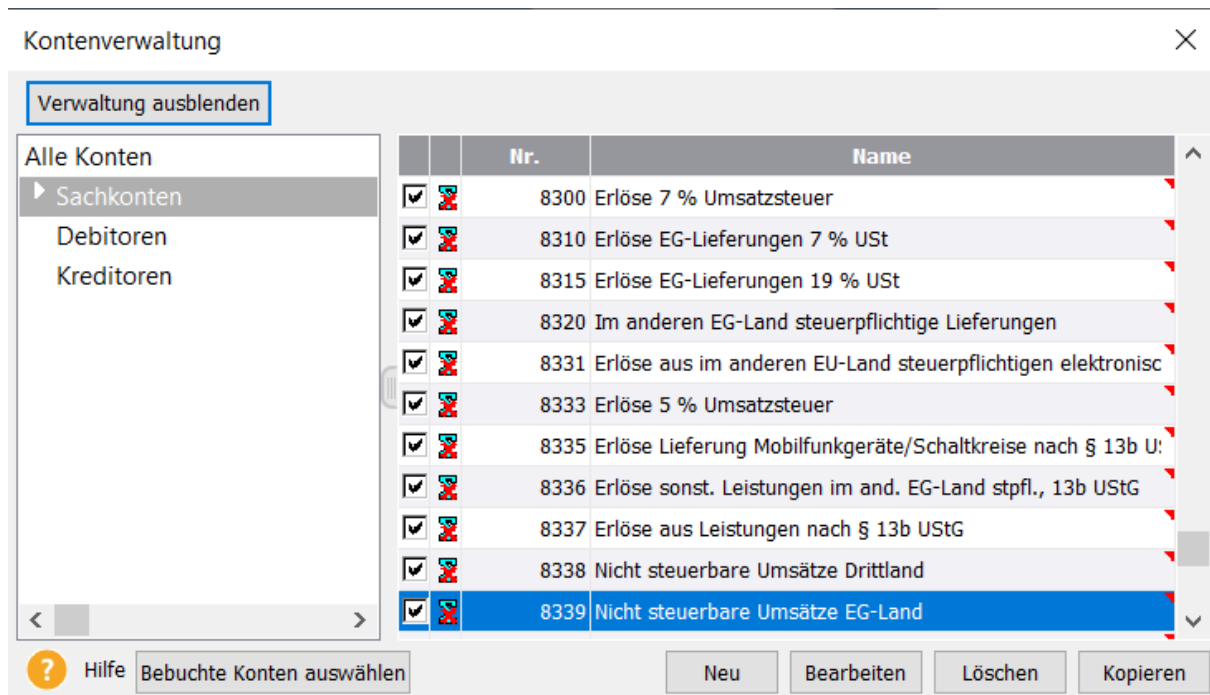 Kontenverwaltung
Verwaltung ausblenden
Alle Konten
Sachkonten
Debitoren
Kreditoren
Nr. Name
8300 Erlöse 7 % Umsatzsteuer
8310 Erlöse EG-Lieferungen 7 % USt
8315 Erlöse EG-Lieferungen 19 % USt
8320 Im anderen EG-Land steuerpflichtige Lieferungen
8331 Erlöse aus im anderen EU-Land steuerpflichtigen elektronisc
8333 Erlöse 5 % Umsatzsteuer
8335 Erlöse Lieferung Mobilfunkgeräte/Schaltkreise nach § 13b U
8336 Erlöse sonst. Leistungen im and. EG-Land stpfl., 13b UStG
8337 Erlöse aus Leistungen nach § 13b UStG
8338 Nicht steuerbare Umsätze Drittland
8339 Nicht steuerbare Umsätze EG-Land
? Hilfe Bebuchte Konten auswählen Neu Bearbeiten Löschen Kopieren